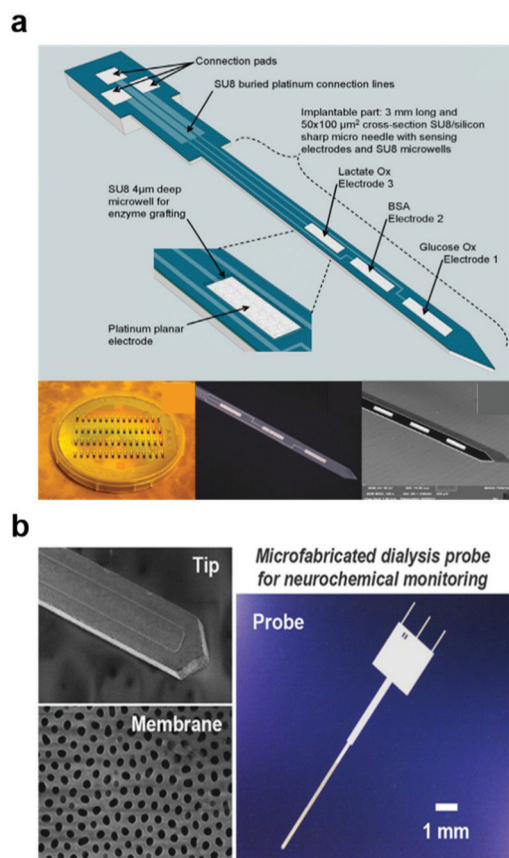 a
Connection pads
SU8 buried platinum connection lines
Implantable part: 3 mm long and
50x100 µm² cross-section SU8/silicon
sharp micro needle with sensing
electrodes and SU8 microwells
Lactate Ox
Electrode 3
SU8 4µm deep
microwell for
enzyme grafting
BSA
Electrode 2
Glucose Ox
Electrode 1
Platinum planar
electrode
b
Tip
Microfabricated dialysis probe
for neurochemical monitoring
Probe
Membrane
1 mm